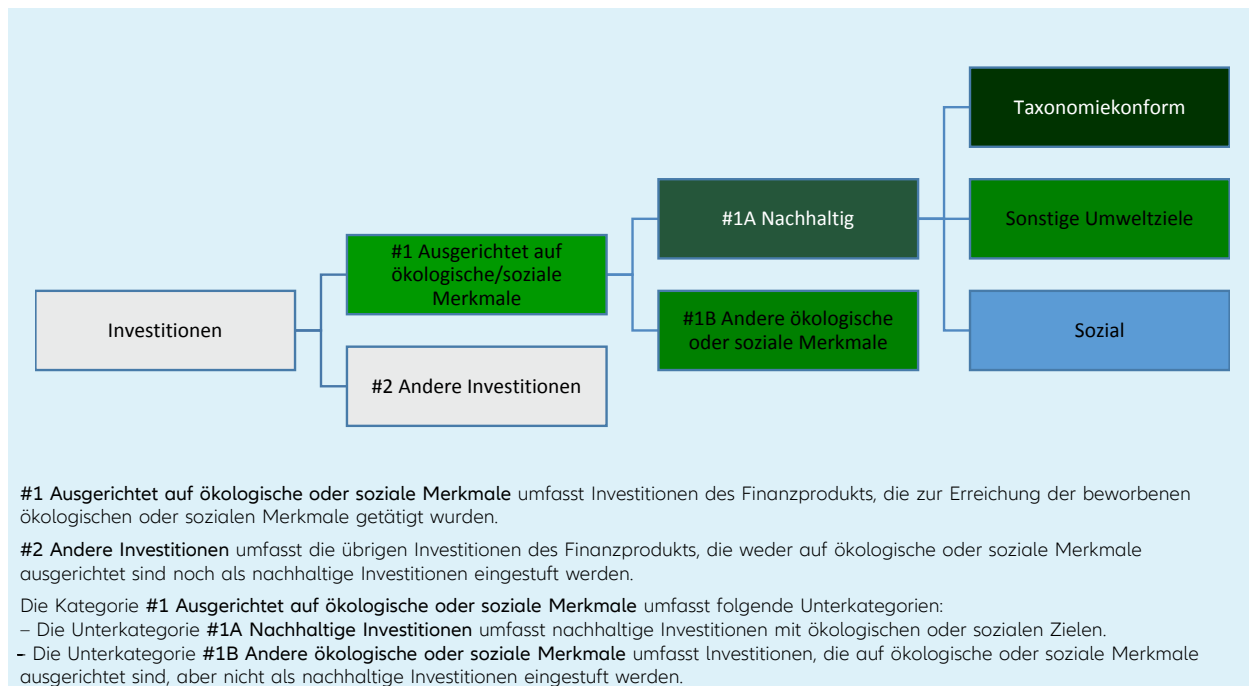 Taxonomiekonform
#1A Nachhaltig
Sonstige Umweltziele
#1 Ausgerichtet auf
ökologische/soziale
Merkmale
Investitionen
#1B Andere ökologische
oder soziale Merkmale
Sozial
#2 Andere Investitionen
#1 Ausgerichtet auf ökologische oder soziale Merkmale umfasst Investitionen des Finanzprodukts, die zur Erreichung der beworbenen
ökologischen oder sozialen Merkmale getätigt wurden.
#2 Andere Investitionen umfasst die übrigen Investitionen des Finanzprodukts, die weder auf ökologische oder soziale Merkmale
ausgerichtet sind noch als nachhaltige Investitionen eingestuft werden.
Die Kategorie #1 Ausgerichtet auf ökologische oder soziale Merkmale umfasst folgende Unterkategorien:
– Die Unterkategorie #1A Nachhaltige Investitionen umfasst nachhaltige Investitionen mit ökologischen oder sozialen Zielen.
- Die Unterkategorie #1B Andere ökologische oder soziale Merkmale umfasst lnvestitionen, die auf ökologische oder soziale Merkmale
ausgerichtet sind, aber nicht als nachhaltige Investitionen eingestuft werden.